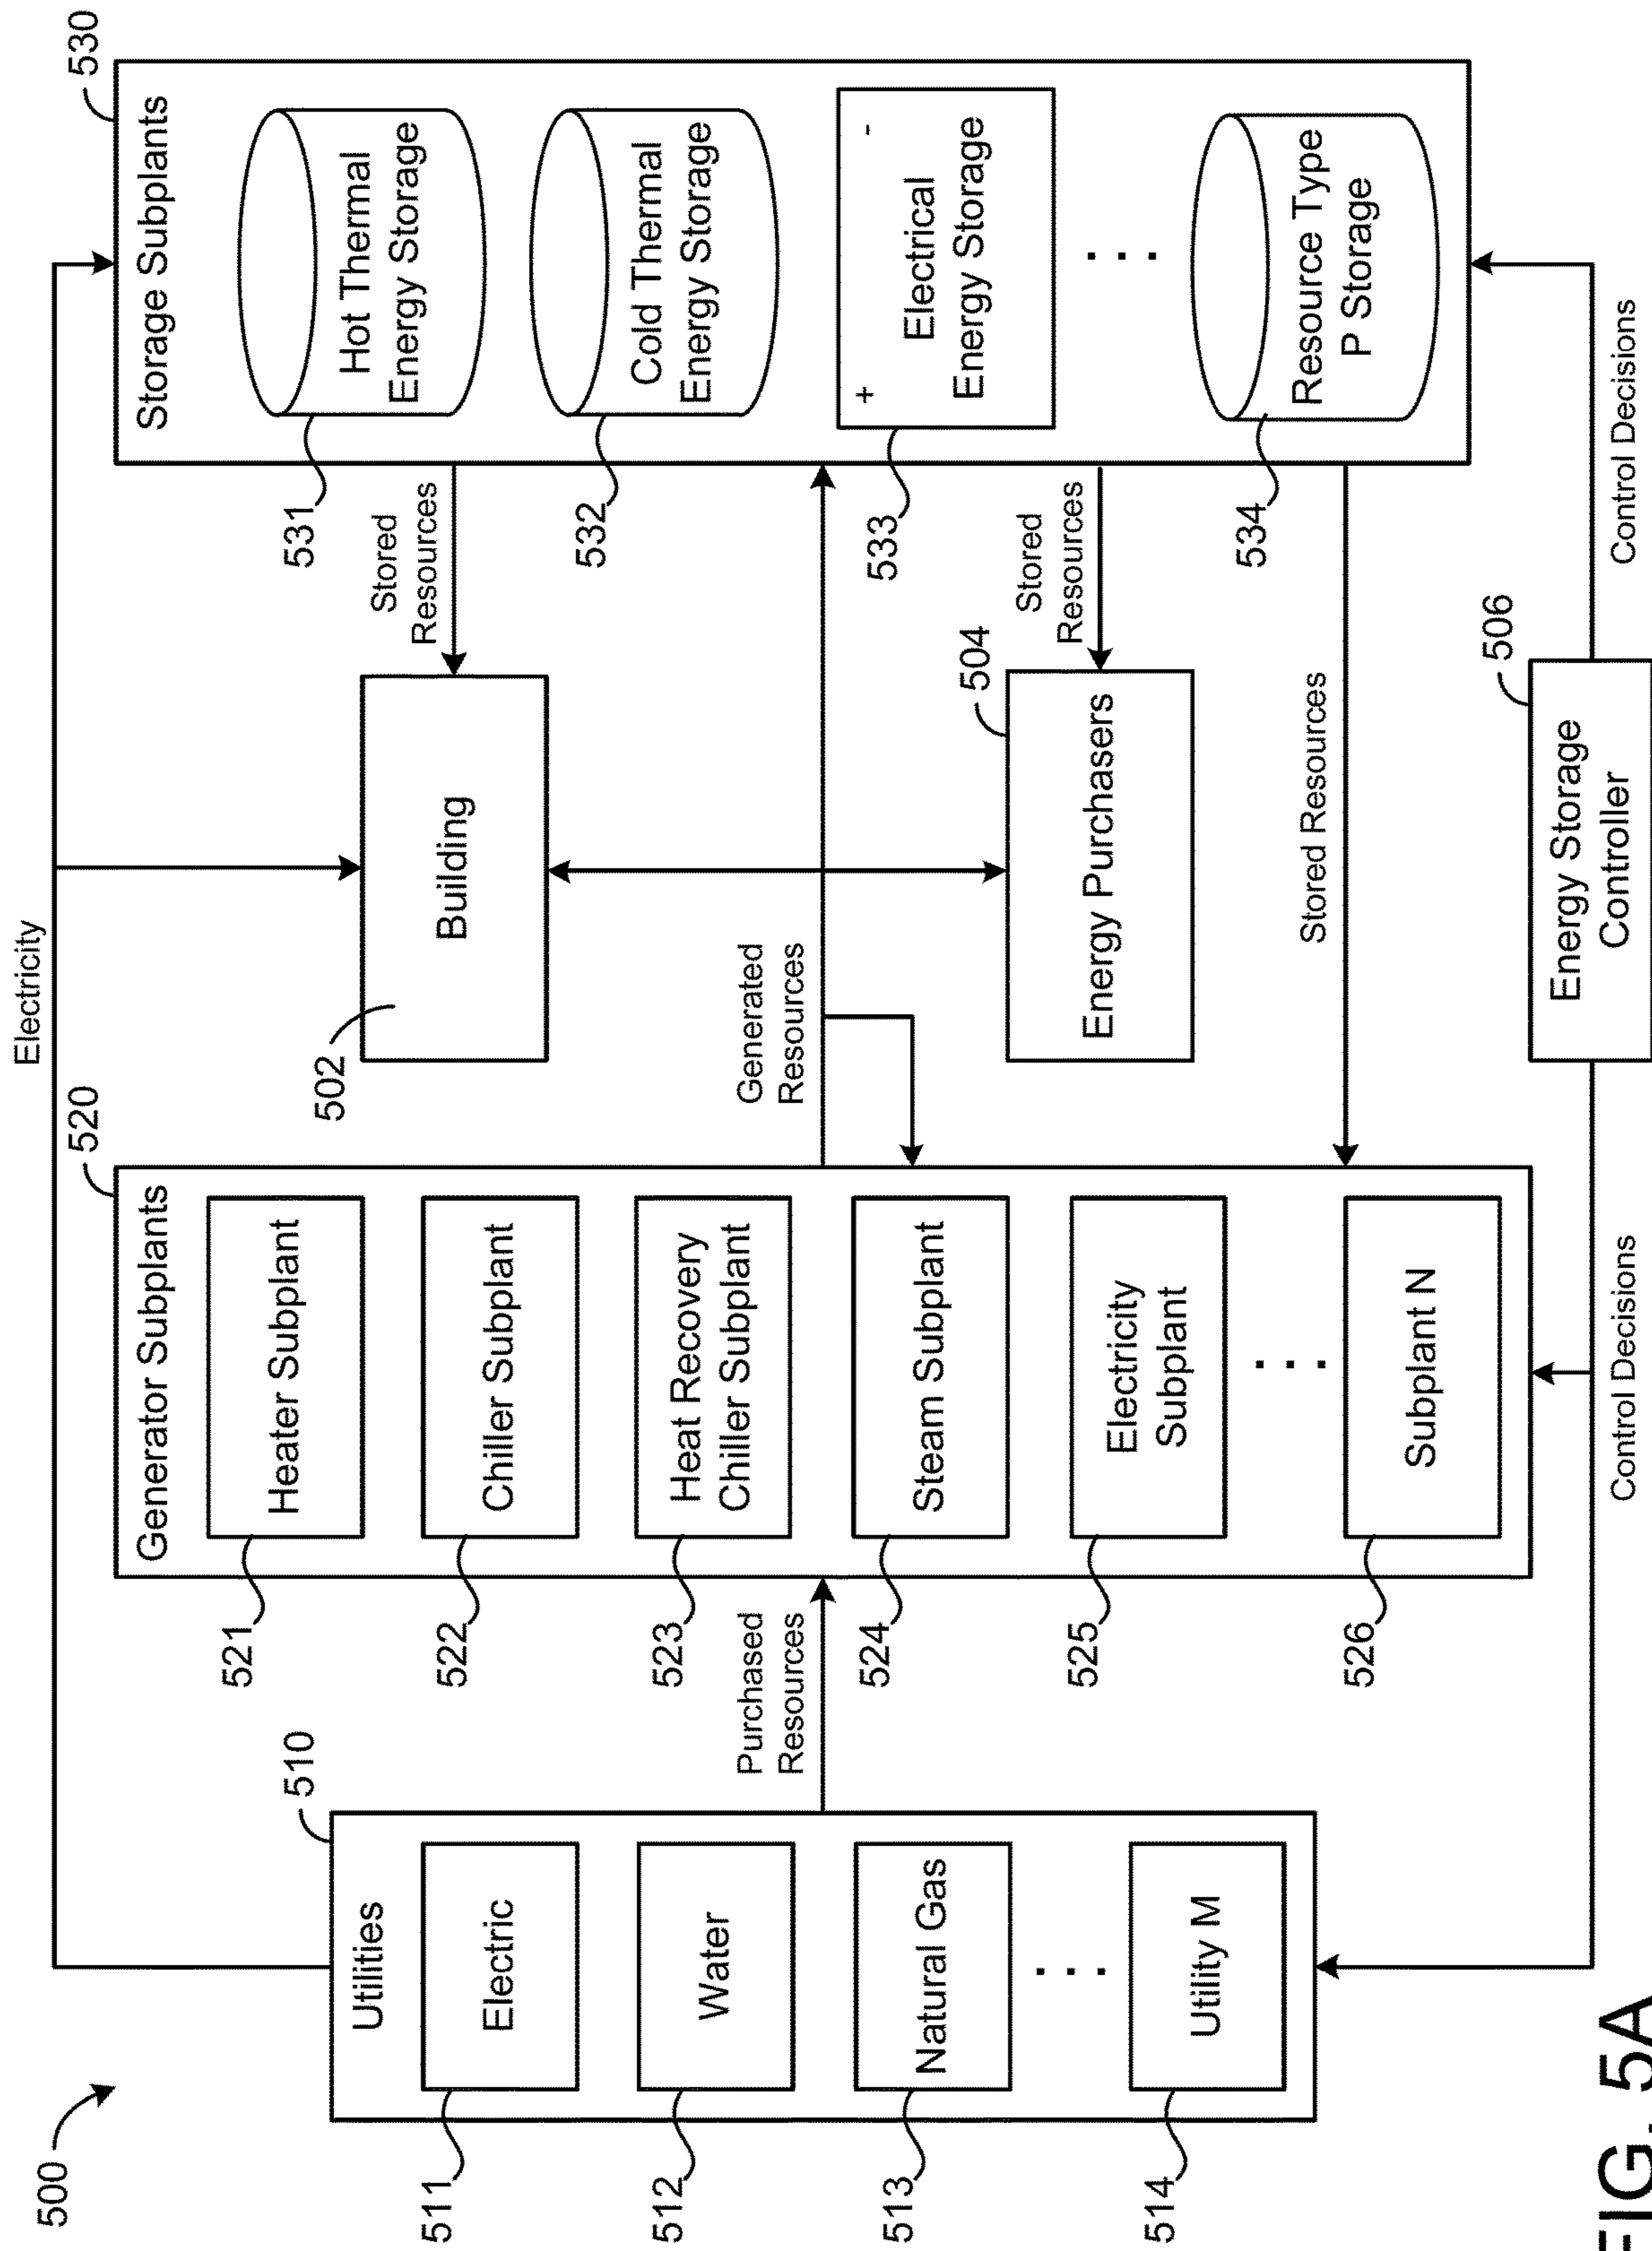 500
Electricity
510
Utilities
511
Electric
512
Water
513
Natural Gas
. . .
514
Utility M
Purchased
Resources
520
Generator Subplants
521
Heater Subplant
522
Chiller Subplant
523
Heat Recovery
Chiller Subplant
524
Steam Subplant
525
Electricity
Subplant
. . .
526
Subplant N
Generated
Resources
502
Building
504
Energy Purchasers
Stored
Resources
Stored
Resources
Stored Resources
530
Storage Subplants
531
Hot Thermal
Energy Storage
532
Cold Thermal
Energy Storage
533
+ -
Electrical
Energy Storage
. . .
534
Resource Type
P Storage
506
Energy Storage
Controller
Control Decisions
Control Decisions
FIG. 5A